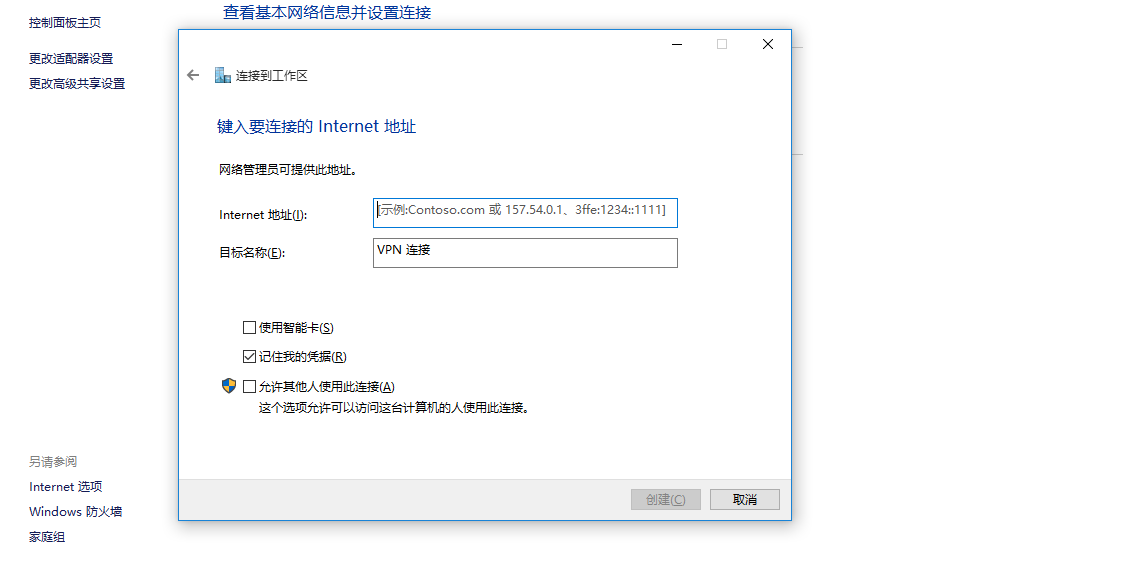 控制面板主页
查看基本网络信息并设置连接
更改适配器设置
更改高级共享设置
连接到工作区
键入要连接的 Internet 地址
网络管理员可提供此地址。
Internet 地址(I):
[示例:Contoso.com 或 157.54.0.1、3ffe:1234::1111]
目标名称(E):
VPN 连接
使用智能卡(S)
记住我的凭据(R)
允许其他人使用此连接(A)
这个选项允许可以访问这台计算机的人使用此连接。
另请参阅
Internet 选项
Windows 防火墙
家庭组
创建(C)
取消